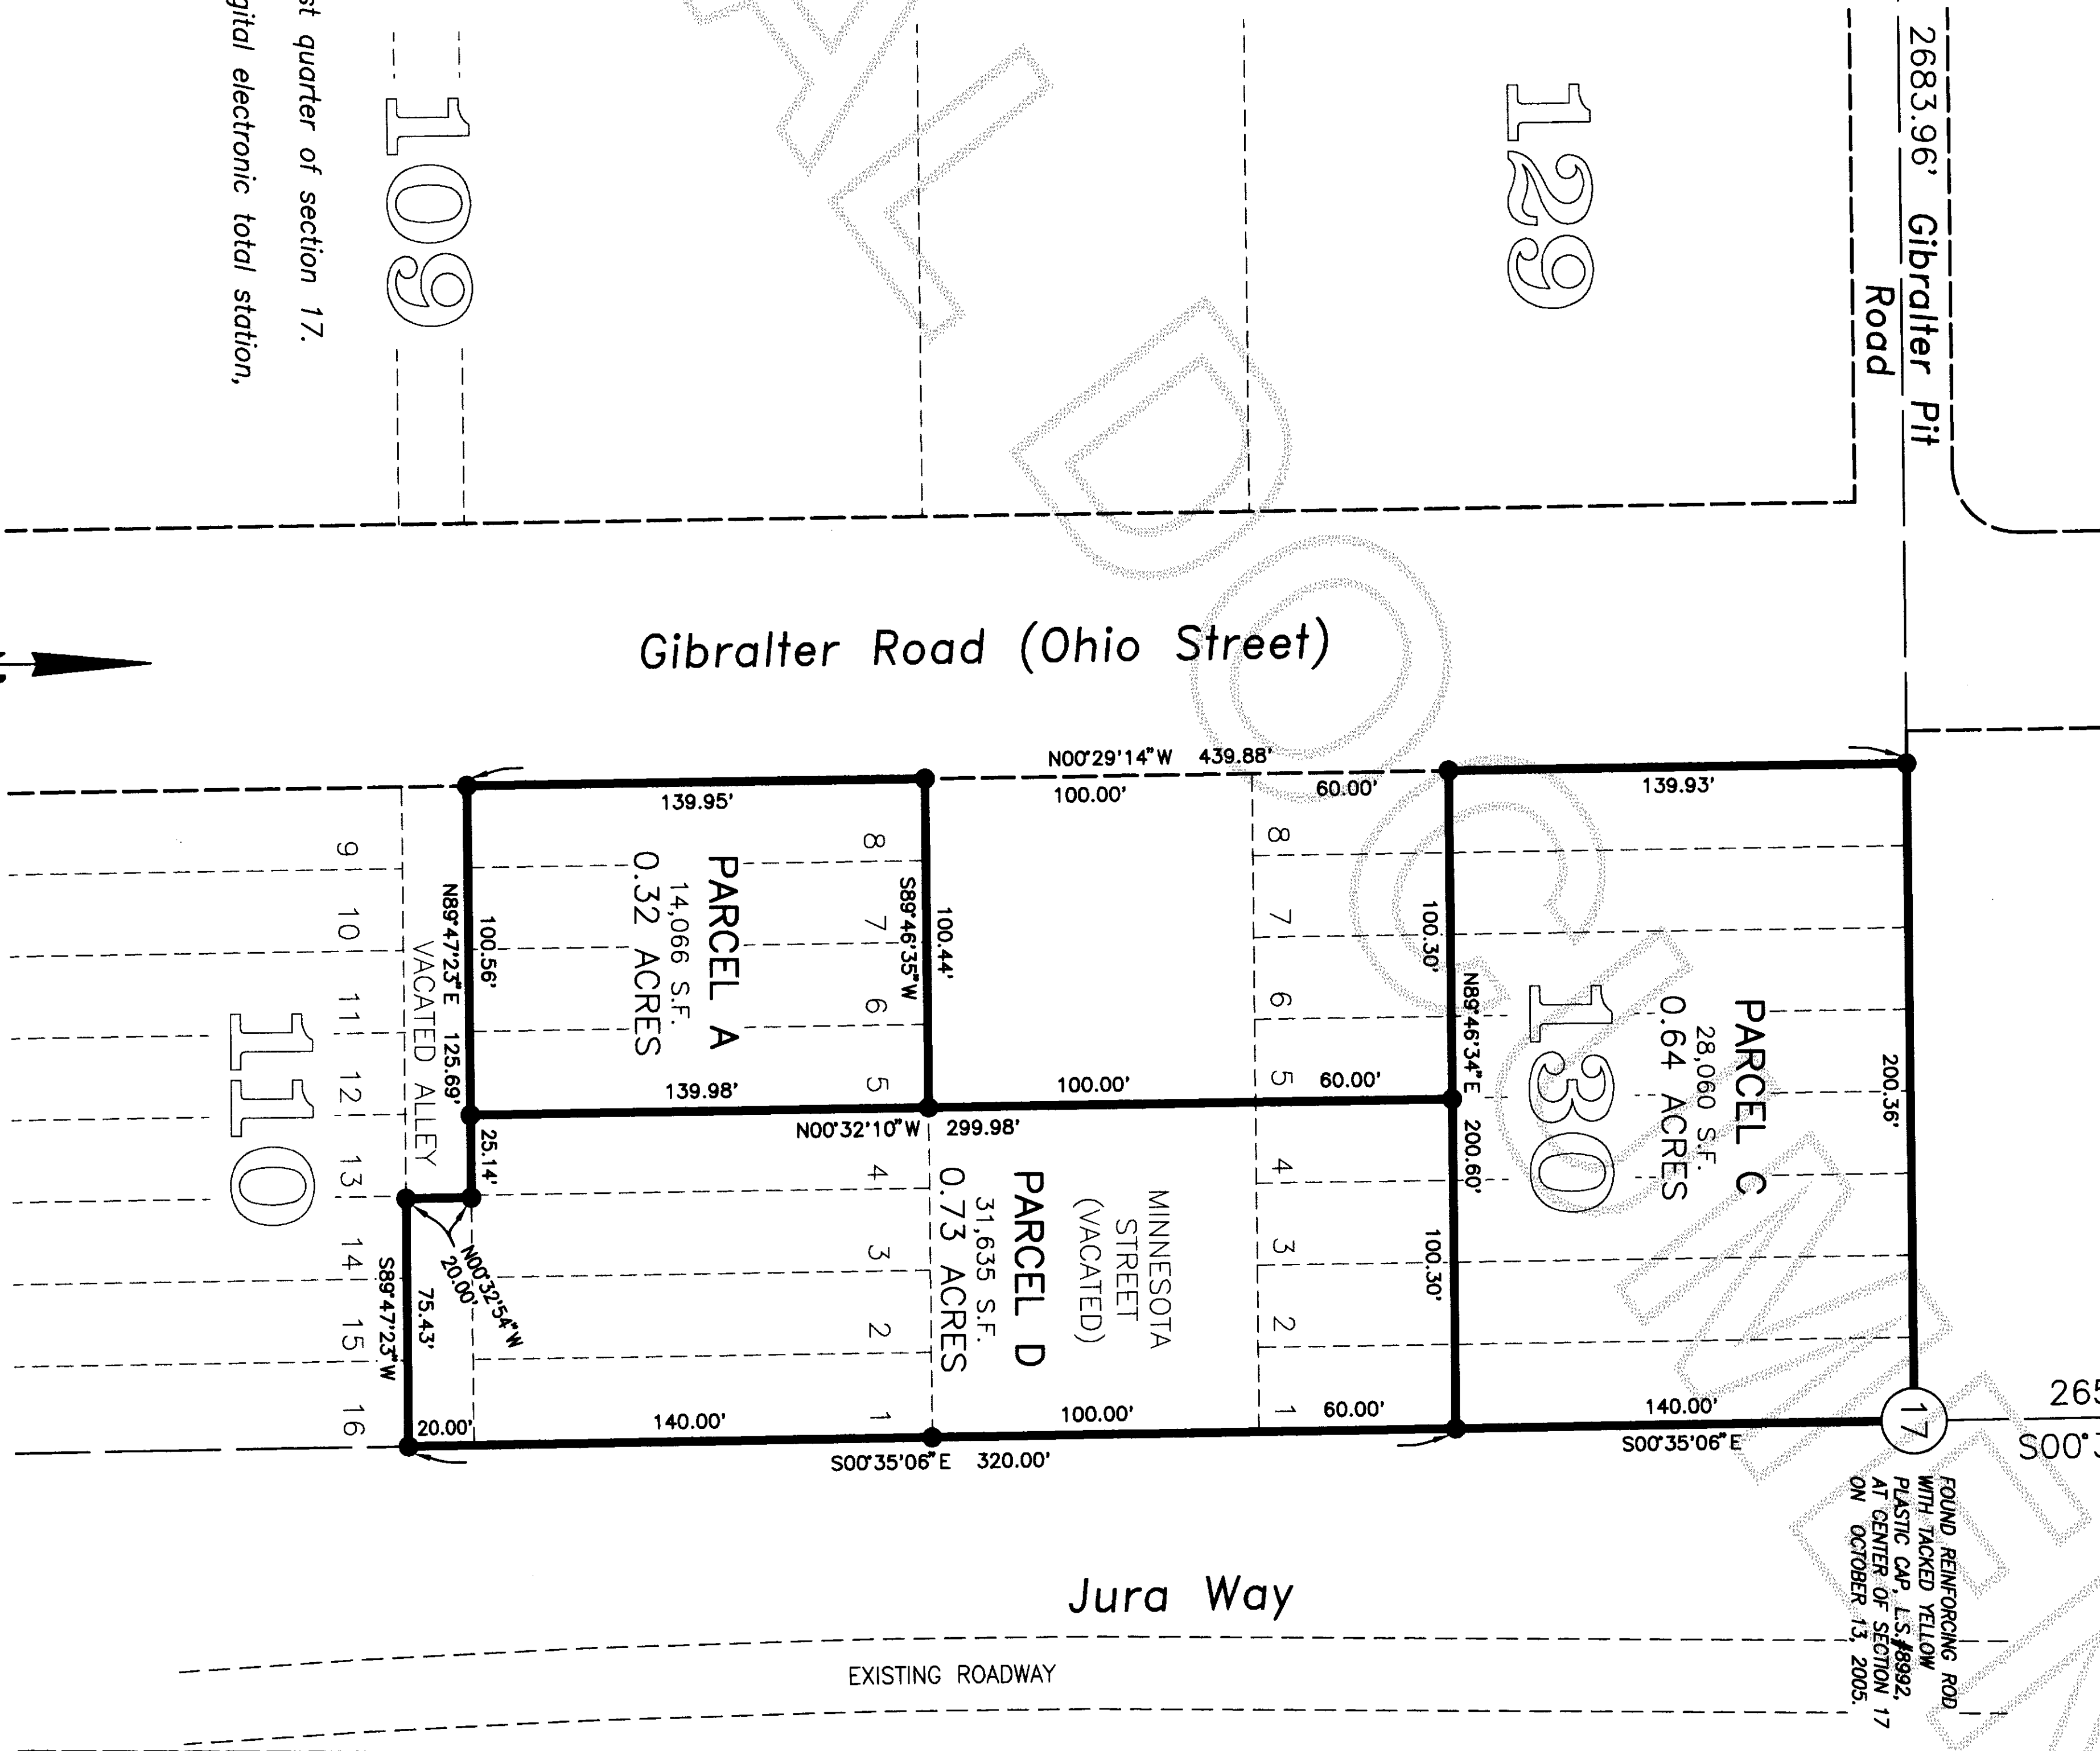 2683.96' Gibralter Pit
Road
129
109
st quarter of section 17.
gital electronic total station,
Gibralter Road (Ohio Street)
N00°29'14"W 439.88'
139.95'
100.00'
60.00'
139.93'
8
7
6
5
PARCEL A
14,066 S.F.
0.32 ACRES
100.44'
S89°46'35"W
100.56'
N89°47'23"E 125.69'
25.14'
VACATED ALLEY
9
10
11
12
13
14
15
16
110
139.98'
100.00'
60.00'
N00°32'10"W 299.98'
8
7
6
5
4
3
2
1
100.30'
N89°46'34"E 200.60'
100.30'
130
PARCEL C
28,060 S.F.
0.64 ACRES
200.36'
4
3
2
1
PARCEL D
31,635 S.F.
0.73 ACRES
MINNESOTA
STREET
(VACATED)
N00°32'54"W
20.00'
75.43'
S89°47'23"W
20.00'
140.00'
100.00'
60.00'
140.00'
S00°35'06"E 320.00'
S00°35'06"E
17
265
S00°3
FOUND REINFORCING ROD
WITH TACKED YELLOW
PLASTIC CAP, L.S.#8992,
AT CENTER OF SECTION 17
ON OCTOBER 13, 2005.
Jura Way
EXISTING ROADWAY
AL DOCUMEN